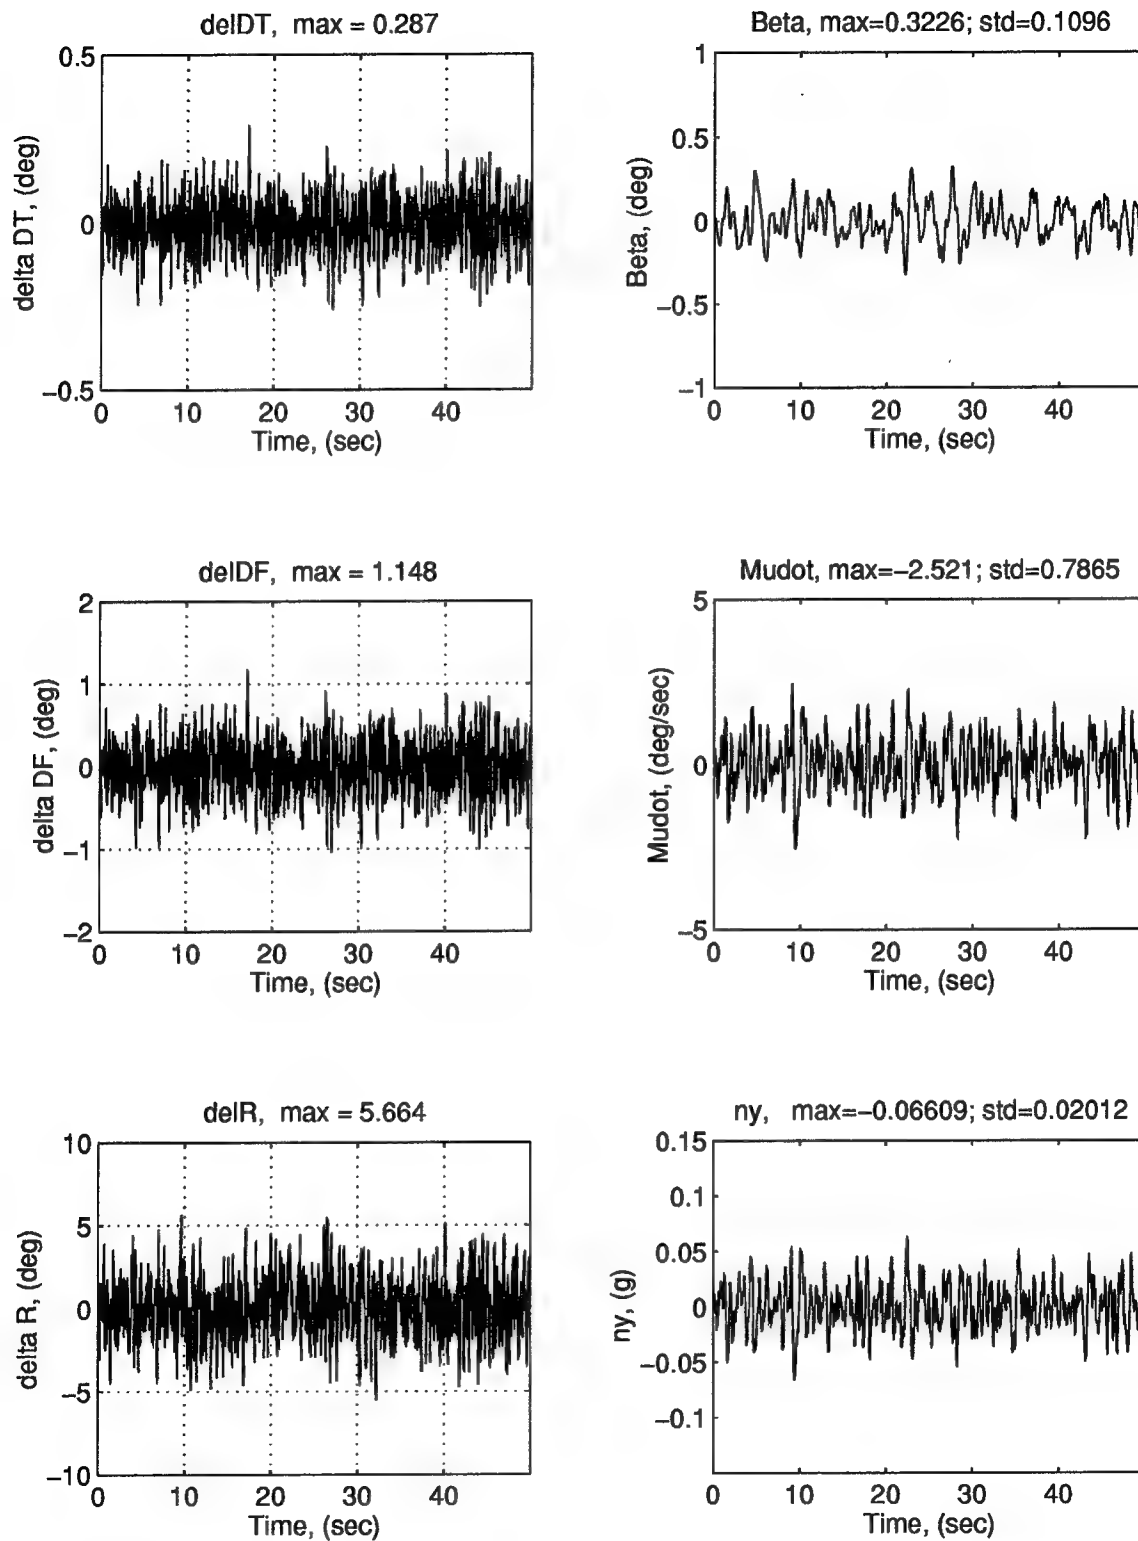 delDT,  max = 0.287
0.5
0
−0.5
delta DT, (deg)
0 10 20 30 40
Time, (sec)
Beta, max=0.3226; std=0.1096
1
0.5
0
−0.5
−1
Beta, (deg)
0 10 20 30 40
Time, (sec)
delDF,  max = 1.148
2
1
0
−1
−2
delta DF, (deg)
0 10 20 30 40
Time, (sec)
Mudot, max=−2.521; std=0.7865
5
0
−5
Mudot, (deg/sec)
0 10 20 30 40
Time, (sec)
delR,  max = 5.664
10
5
0
−5
−10
delta R, (deg)
0 10 20 30 40
Time, (sec)
ny,   max=−0.06609; std=0.02012
0.15
0.1
0.05
0
−0.05
−0.1
ny, (g)
0 10 20 30 40
Time, (sec)